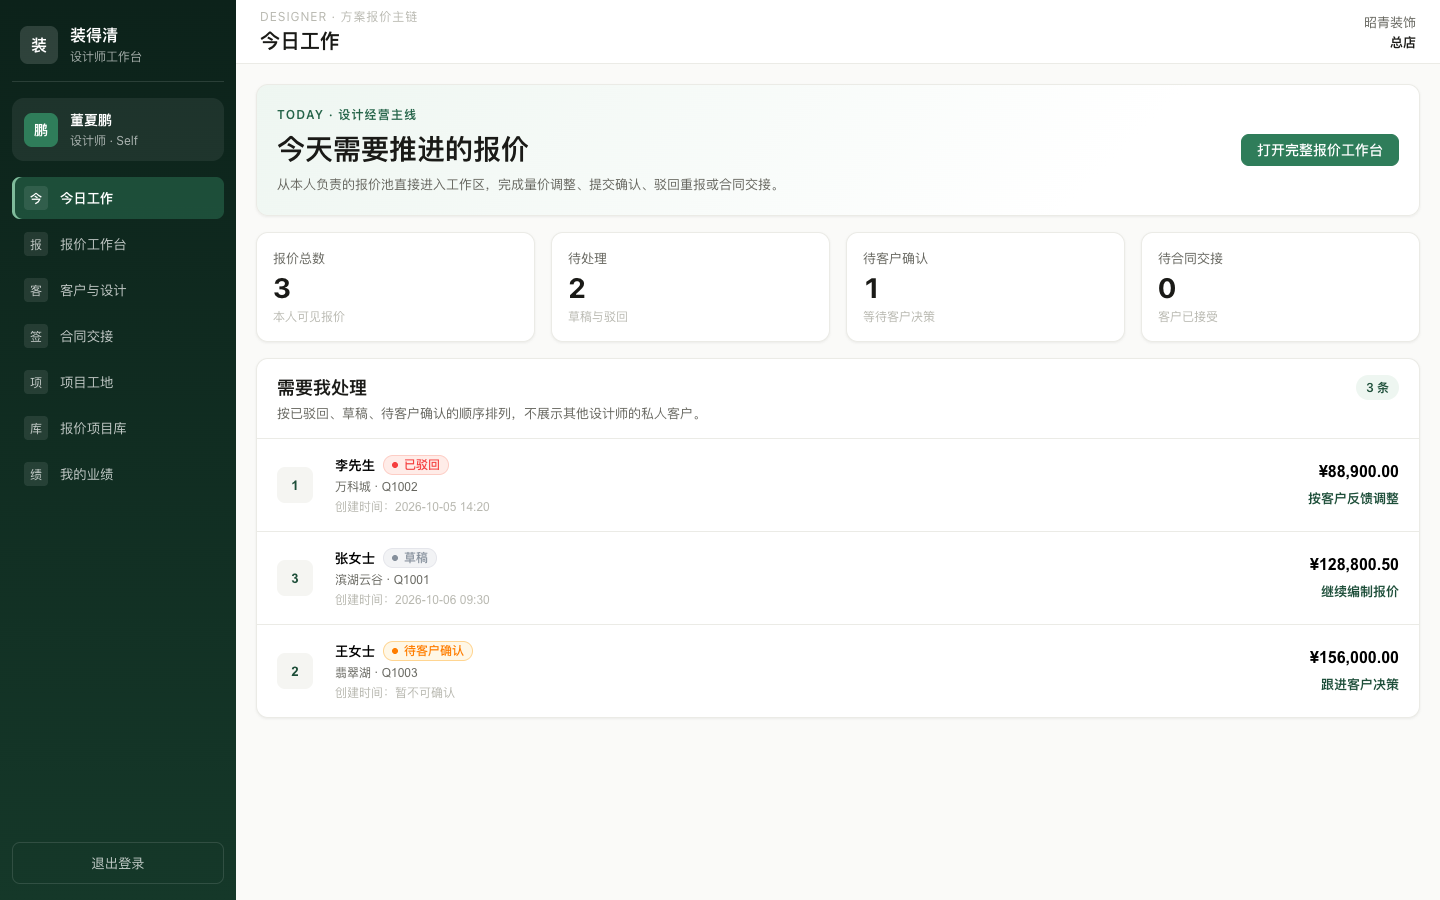 装
装得清
设计师工作台
鹏
董夏鹏
设计师 · Self
今
今日工作
报
报价工作台
客
客户与设计
签
合同交接
项
项目工地
库
报价项目库
绩
我的业绩
退出登录
DESIGNER · 方案报价主链
今日工作
昭青装饰
总店
TODAY · 设计经营主线
今天需要推进的报价
从本人负责的报价池直接进入工作区，完成量价调整、提交确认、驳回重报或合同交接。
打开完整报价工作台
报价总数
3
本人可见报价
待处理
2
草稿与驳回
待客户确认
1
等待客户决策
待合同交接
0
客户已接受
需要我处理
按已驳回、草稿、待客户确认的顺序排列，不展示其他设计师的私人客户。
3 条
1
李先生 已驳回
万科城 · Q1002
创建时间：2026-10-05 14:20
¥88,900.00
按客户反馈调整
3
张女士 草稿
滨湖云谷 · Q1001
创建时间：2026-10-06 09:30
¥128,800.50
继续编制报价
2
王女士 待客户确认
翡翠湖 · Q1003
创建时间：暂不可确认
¥156,000.00
跟进客户决策